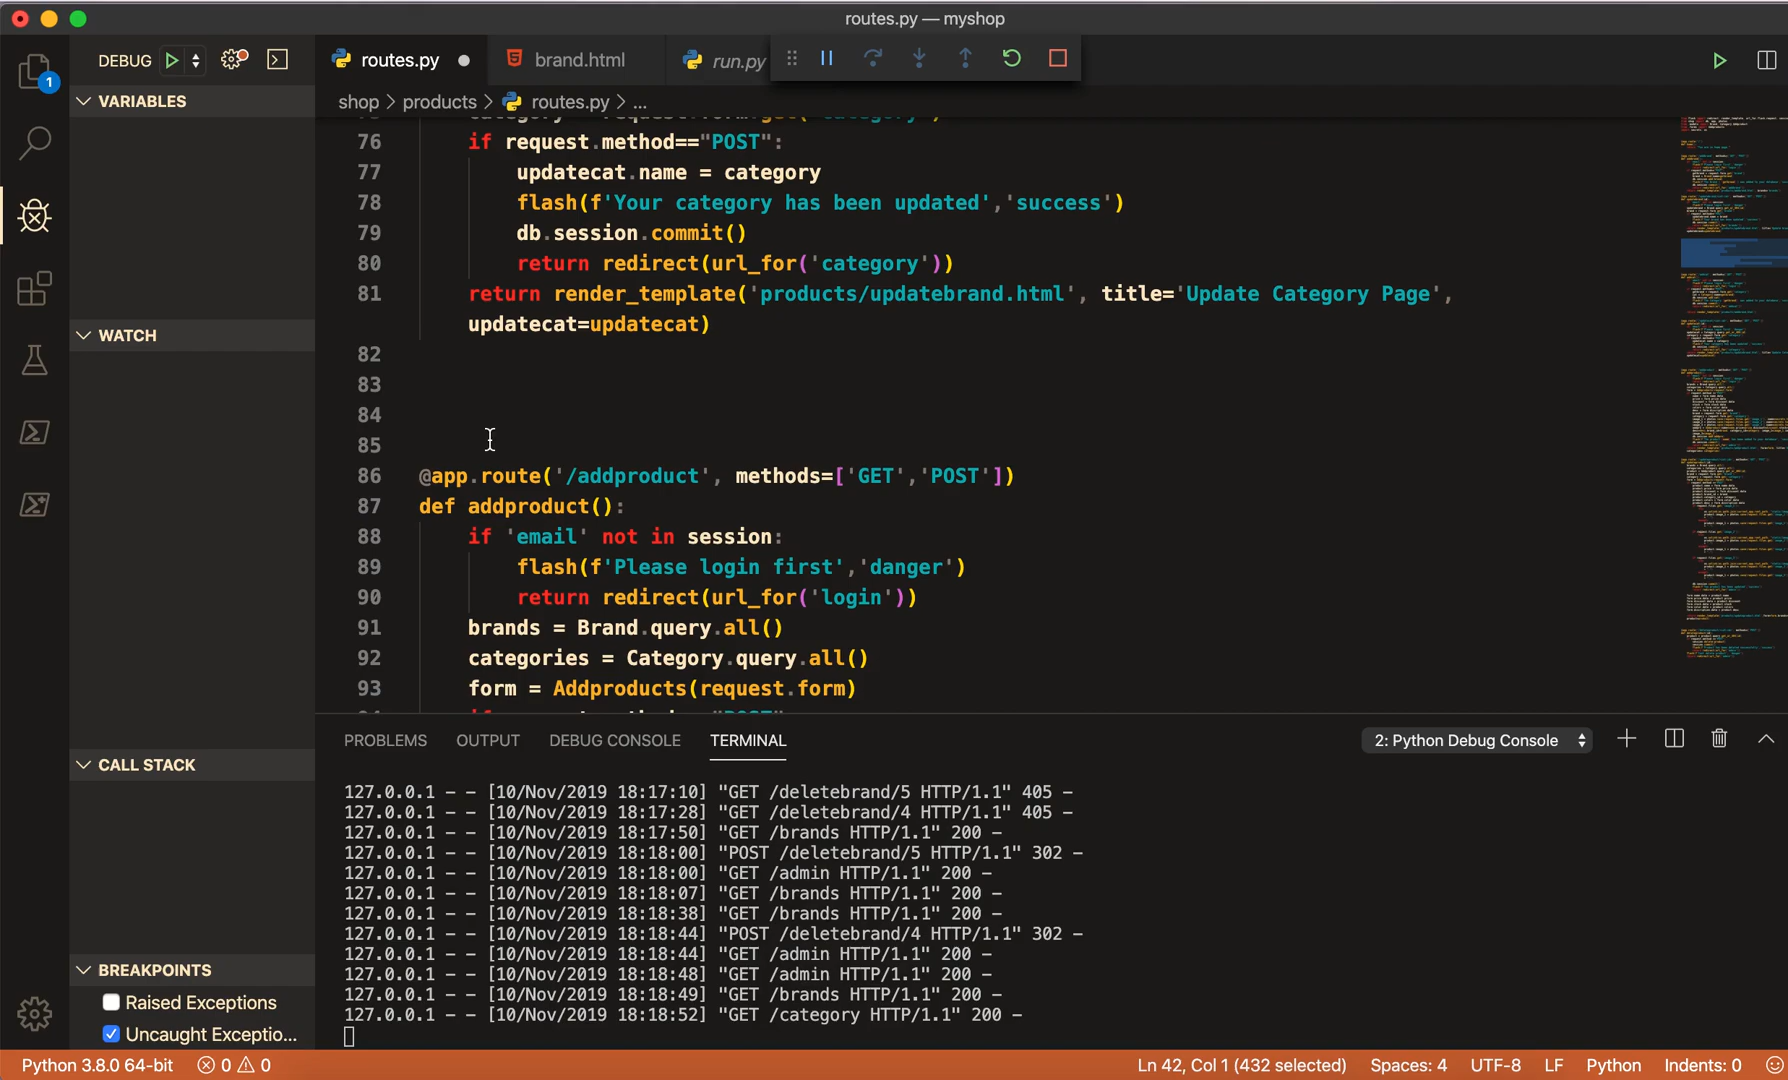 routes.py — myshop
1
DEBUG
routes.py
brand.html
run.py
VARIABLES
shop > products > routes.py > ...
76 if request.method=="POST":
77 updatecat.name = category
78 flash(f'Your category has been updated','success')
79 db.session.commit()
80 return redirect(url_for('category'))
81 return render_template('products/updatebrand.html', title='Update Category Page',
updatecat=updatecat)
82
83
84
85
86 @app.route('/addproduct', methods=['GET','POST'])
87 def addproduct():
88 if 'email' not in session:
89 flash(f'Please login first','danger')
90 return redirect(url_for('login'))
91 brands = Brand.query.all()
92 categories = Category.query.all()
93 form = Addproducts(request.form)
WATCH
CALL STACK
BREAKPOINTS
Raised Exceptions
Uncaught Exceptio...
PROBLEMS OUTPUT DEBUG CONSOLE TERMINAL
2: Python Debug Console
127.0.0.1 - - [10/Nov/2019 18:17:10] "GET /deletebrand/5 HTTP/1.1" 405 -
127.0.0.1 - - [10/Nov/2019 18:17:28] "GET /deletebrand/4 HTTP/1.1" 405 -
127.0.0.1 - - [10/Nov/2019 18:17:50] "GET /brands HTTP/1.1" 200 -
127.0.0.1 - - [10/Nov/2019 18:18:00] "POST /deletebrand/5 HTTP/1.1" 302 -
127.0.0.1 - - [10/Nov/2019 18:18:00] "GET /admin HTTP/1.1" 200 -
127.0.0.1 - - [10/Nov/2019 18:18:07] "GET /brands HTTP/1.1" 200 -
127.0.0.1 - - [10/Nov/2019 18:18:38] "GET /brands HTTP/1.1" 200 -
127.0.0.1 - - [10/Nov/2019 18:18:44] "POST /deletebrand/4 HTTP/1.1" 302 -
127.0.0.1 - - [10/Nov/2019 18:18:44] "GET /admin HTTP/1.1" 200 -
127.0.0.1 - - [10/Nov/2019 18:18:48] "GET /admin HTTP/1.1" 200 -
127.0.0.1 - - [10/Nov/2019 18:18:49] "GET /brands HTTP/1.1" 200 -
127.0.0.1 - - [10/Nov/2019 18:18:52] "GET /category HTTP/1.1" 200 -
Python 3.8.0 64-bit 0 0 Ln 42, Col 1 (432 selected) Spaces: 4 UTF-8 LF Python Indents: 0